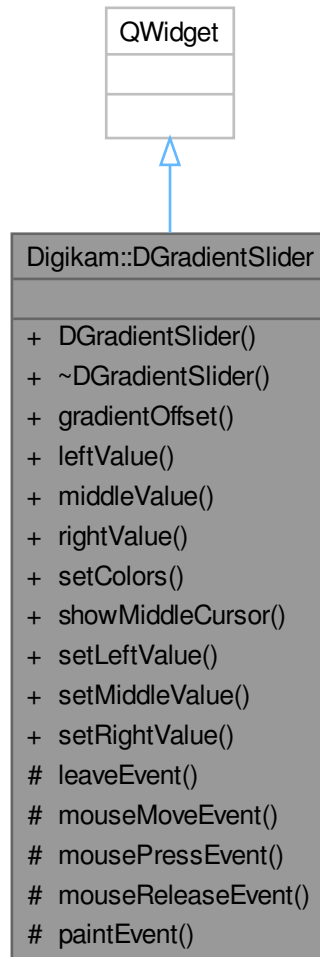 QWidget
Digikam::DGradientSlider
+ DGradientSlider()
+ ~DGradientSlider()
+ gradientOffset()
+ leftValue()
+ middleValue()
+ rightValue()
+ setColors()
+ showMiddleCursor()
+ setLeftValue()
+ setMiddleValue()
+ setRightValue()
# leaveEvent()
# mouseMoveEvent()
# mousePressEvent()
# mouseReleaseEvent()
# paintEvent()